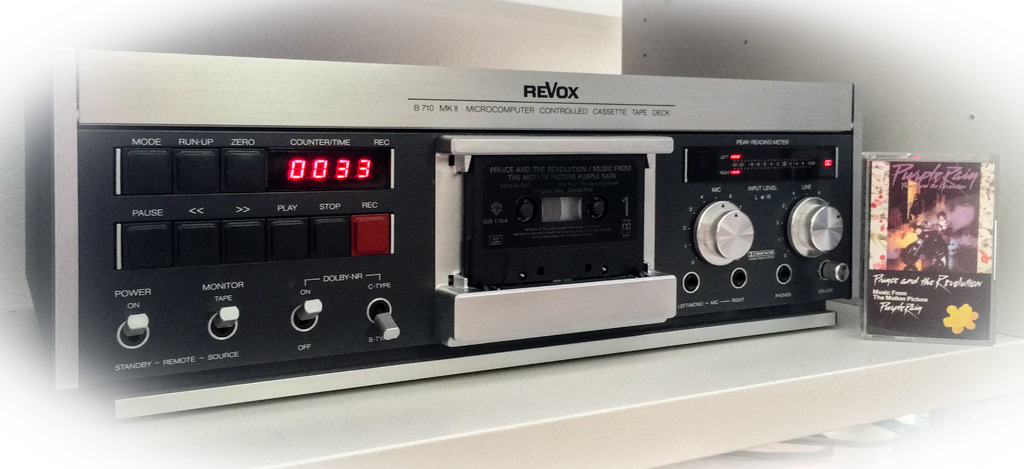 REVOX
B 710 MK II MICROCOMPUTER CONTROLLED CASSETTE TAPE DECK
MODE RUN-UP ZERO COUNTER/TIME REC
0033
PAUSE << >> PLAY STOP REC
POWER
ON
STANDBY - REMOTE - SOURCE
MONITOR
TAPE
DOLBY-NR
ON
OFF
C-TYPE
PRINCE AND THE REVOLUTION / MUSIC FROM
THE MOTION PICTURE PURPLE RAIN
1
PEAK-READING METER
LEFT
RIGHT
MIC INPUT LEVEL LINE
L R
LEFT/MONO - MIC - RIGHT
PHONES
VOLUME
Purple Rain
Prince and the Revolution
Music From
The Motion Picture
Purple Rain